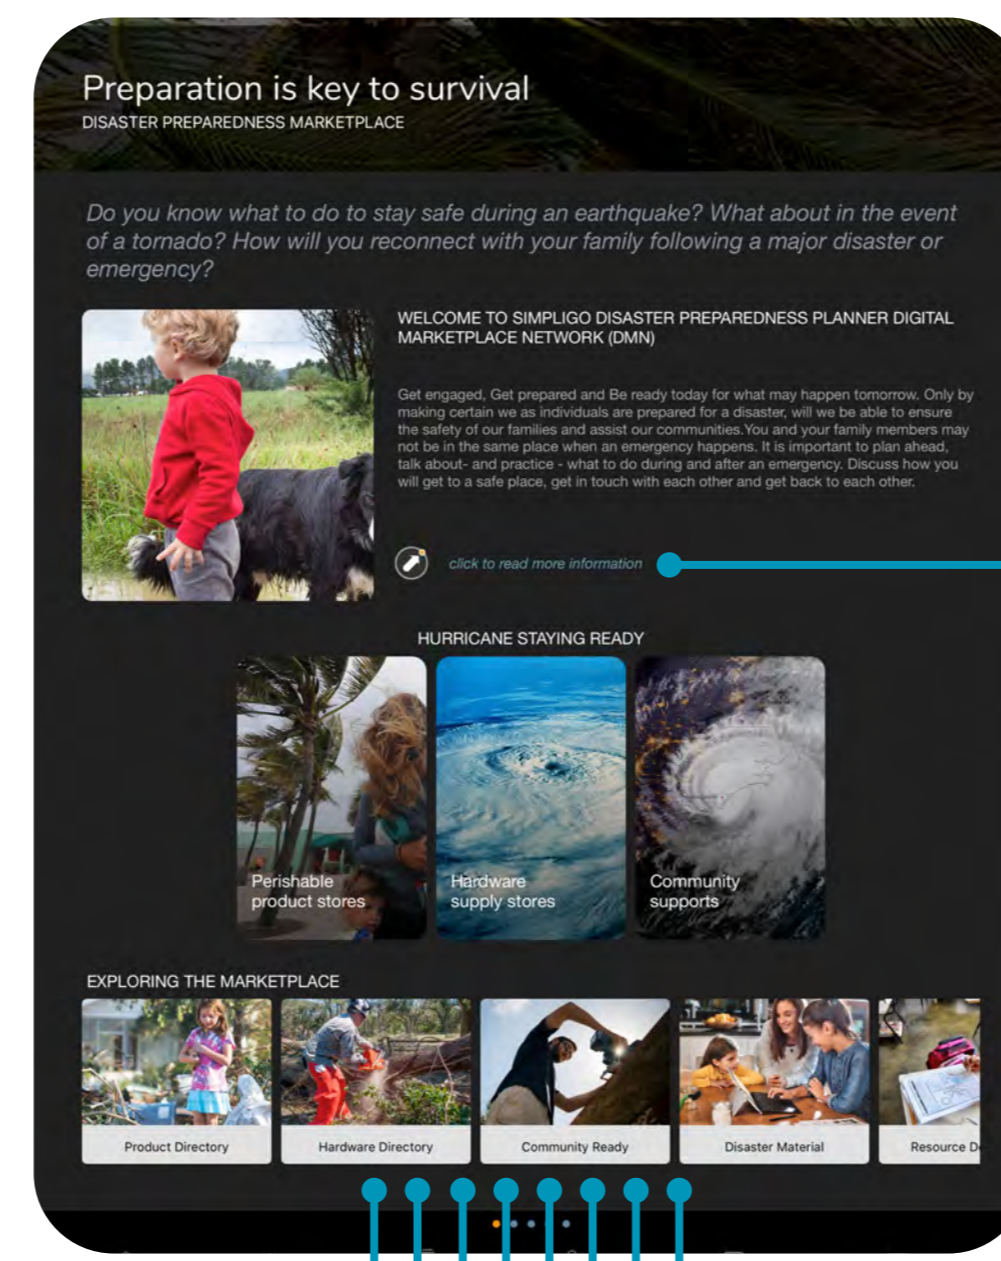 Preparation is key to survival
DISASTER PREPAREDNESS MARKETPLACE
Do you know what to do to stay safe during an earthquake? What about in the event
of a tornado? How will you reconnect with your family following a major disaster or
emergency?
WELCOME TO SIMPLIGO DISASTER PREPAREDNESS PLANNER DIGITAL
MARKETPLACE NETWORK (DMN)
Get engaged, Get prepared and Be ready today for what may happen tomorrow. Only by
making certain we as individuals are prepared for a disaster, will we be able to ensure
the safety of our families and assist our communities.You and your family members may
not be in the same place when an emergency happens. It is important to plan ahead,
talk about- and practice - what to do during and after an emergency. Discuss how you
will get to a safe place, get in touch with each other and get back to each other.
click to read more information
HURRICANE STAYING READY
Perishable
product stores
Hardware
supply stores
Community
supports
EXPLORING THE MARKETPLACE
Product Directory
Hardware Directory
Community Ready
Disaster Material
Resource